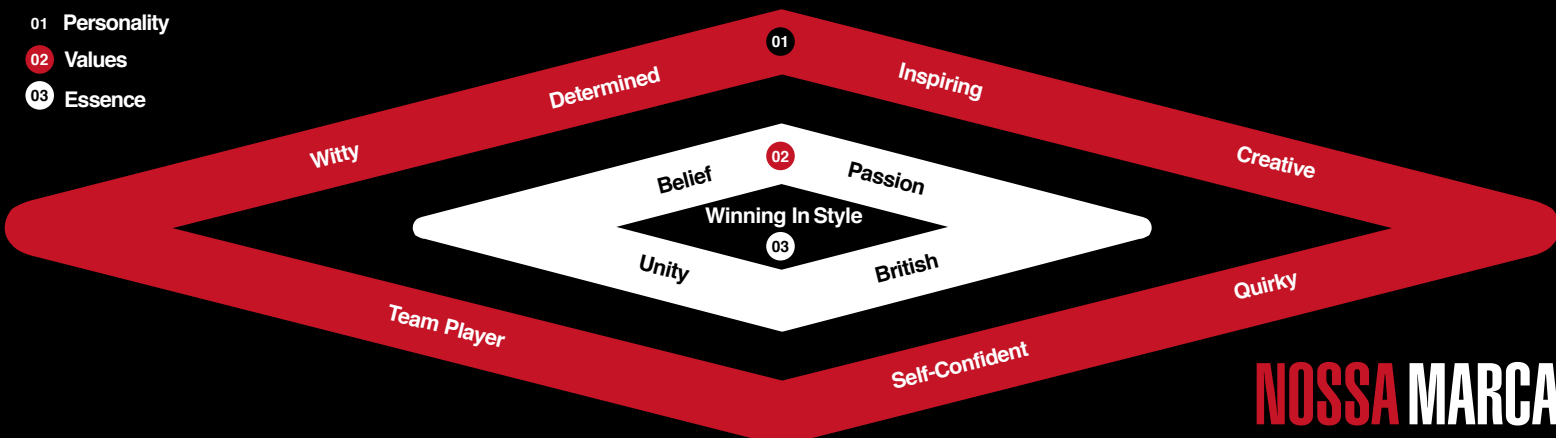 01 Personality
02 Values
03 Essence
01
Determined
Inspiring
Witty
Creative
02
Belief
Passion
Winning In Style
03
Unity
British
Quirky
Team Player
Self-Confident
NOSSA MARCA